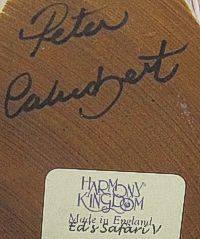 Peter
Calvesbert
HARMONY
KINGDOM
Made in England
Ed's Safari V